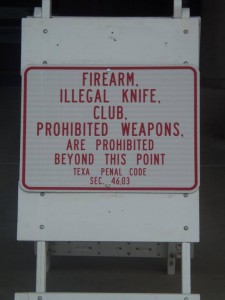 FIREARM,
ILLEGAL KNIFE,
CLUB,
PROHIBITED WEAPONS,
ARE PROHIBITED
BEYOND THIS POINT
TEXA PENAL CODE
SEC. 46.03